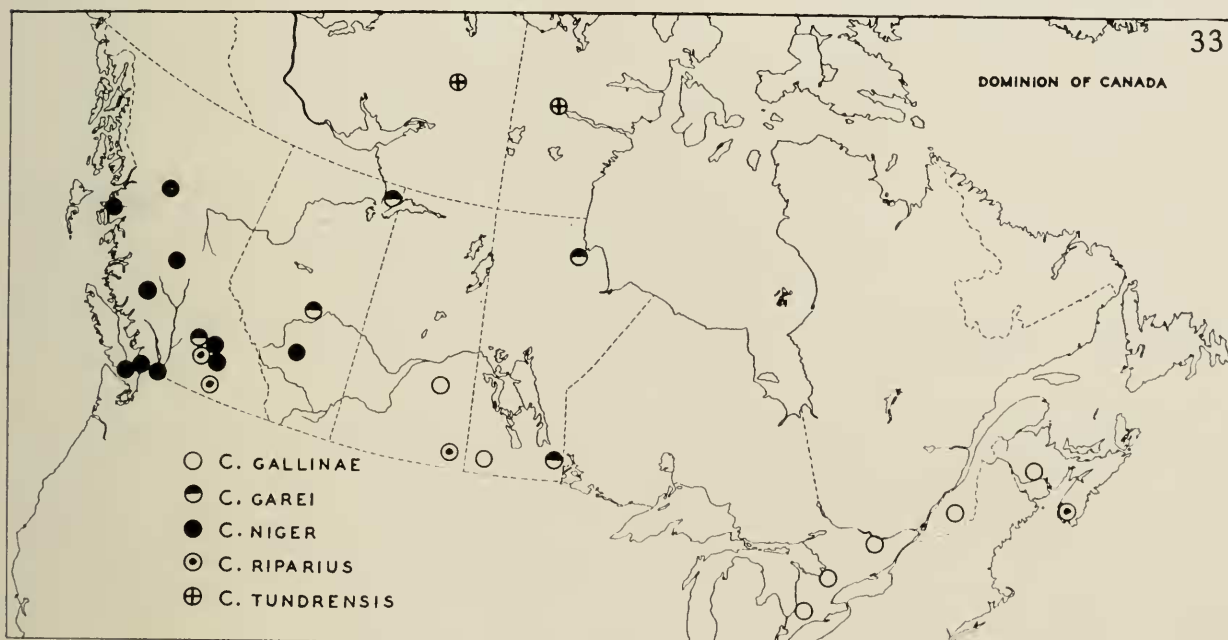 33
DOMINION OF CANADA
C. GALLINAE
C. GAREI
C. NIGER
C. RIPARIUS
C. TUNDRENSIS